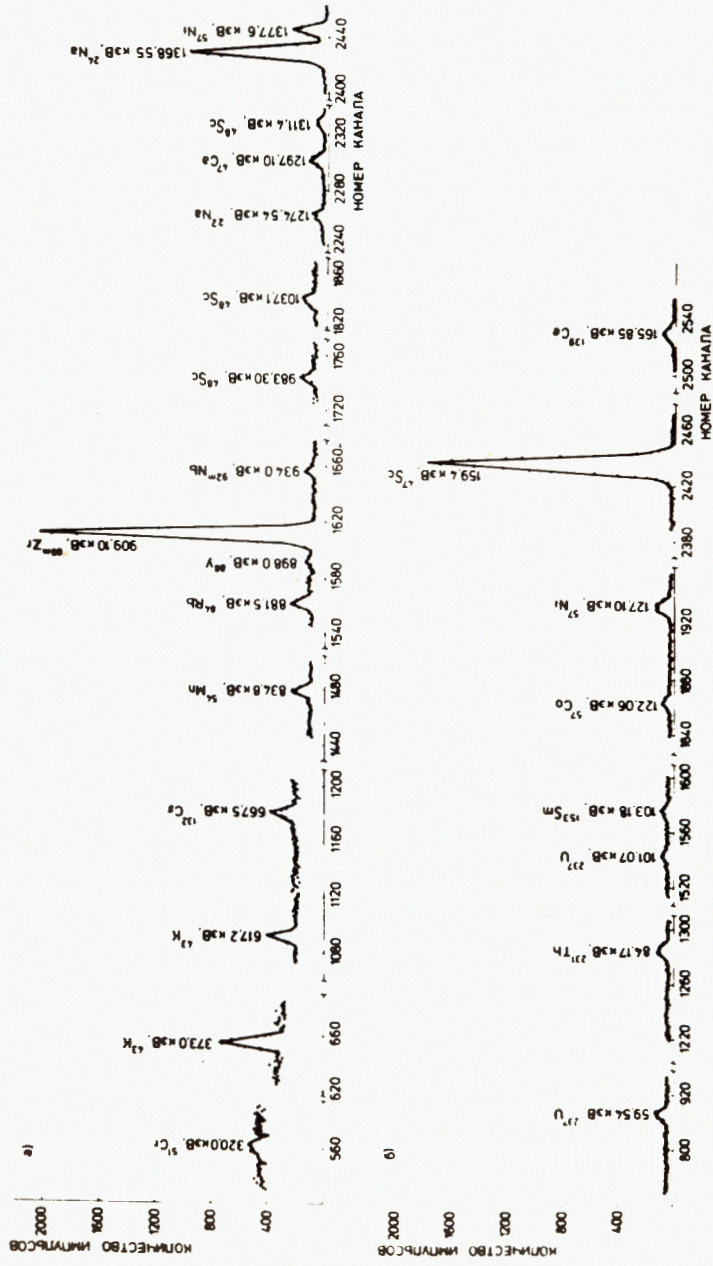 а)
КОЛИЧЕСТВО ИМПУЛЬСОВ
2000
1600
800
400
320.0 кэВ, ⁵¹Cr
373.0 кэВ, ⁴³K
617.2 кэВ, ⁴³K
667.5 кэВ, ¹³²Cs
834.8 кэВ, ⁵⁴Mn
881.5 кэВ, ⁸⁴Rb
898.0 кэВ, ⁸⁸Y
909.10 кэВ, ⁸⁹ᵐZr
934.0 кэВ, ⁹²ᵐNb
983.30 кэВ, ⁴⁸Sc
1037.1 кэВ, ⁴⁸Sc
1274.54 кэВ, ²²Na
1297.10 кэВ, ⁴⁷Ca
1311.4 кэВ, ⁴⁸Sc
1368.55 кэВ, ²⁴Na
1377.6 кэВ, ⁵⁷Ni
560 620 660 1080 1120 1160 1200 1440 1480 1540 1580 1620 1660 1720 1760 1820 1860 2240 2280 2320 2400 2440
НОМЕР КАНАЛА
б)
КОЛИЧЕСТВО ИМПУЛЬСОВ
2000
1600
800
400
59.54 кэВ, ²³⁷U
84.17 кэВ, ²³¹Th
101.07 кэВ, ²³⁷U
103.18 кэВ, ¹⁵³Sm
122.06 кэВ, ⁵⁷Co
127.10 кэВ, ⁵⁷Ni
159.4 кэВ, ⁴⁷Sc
165.85 кэВ, ¹³⁹Ce
800 920 1220 1260 1300 1520 1560 1600 1840 1880 1920 2380 2420 2460 2500 2540
НОМЕР КАНАЛА